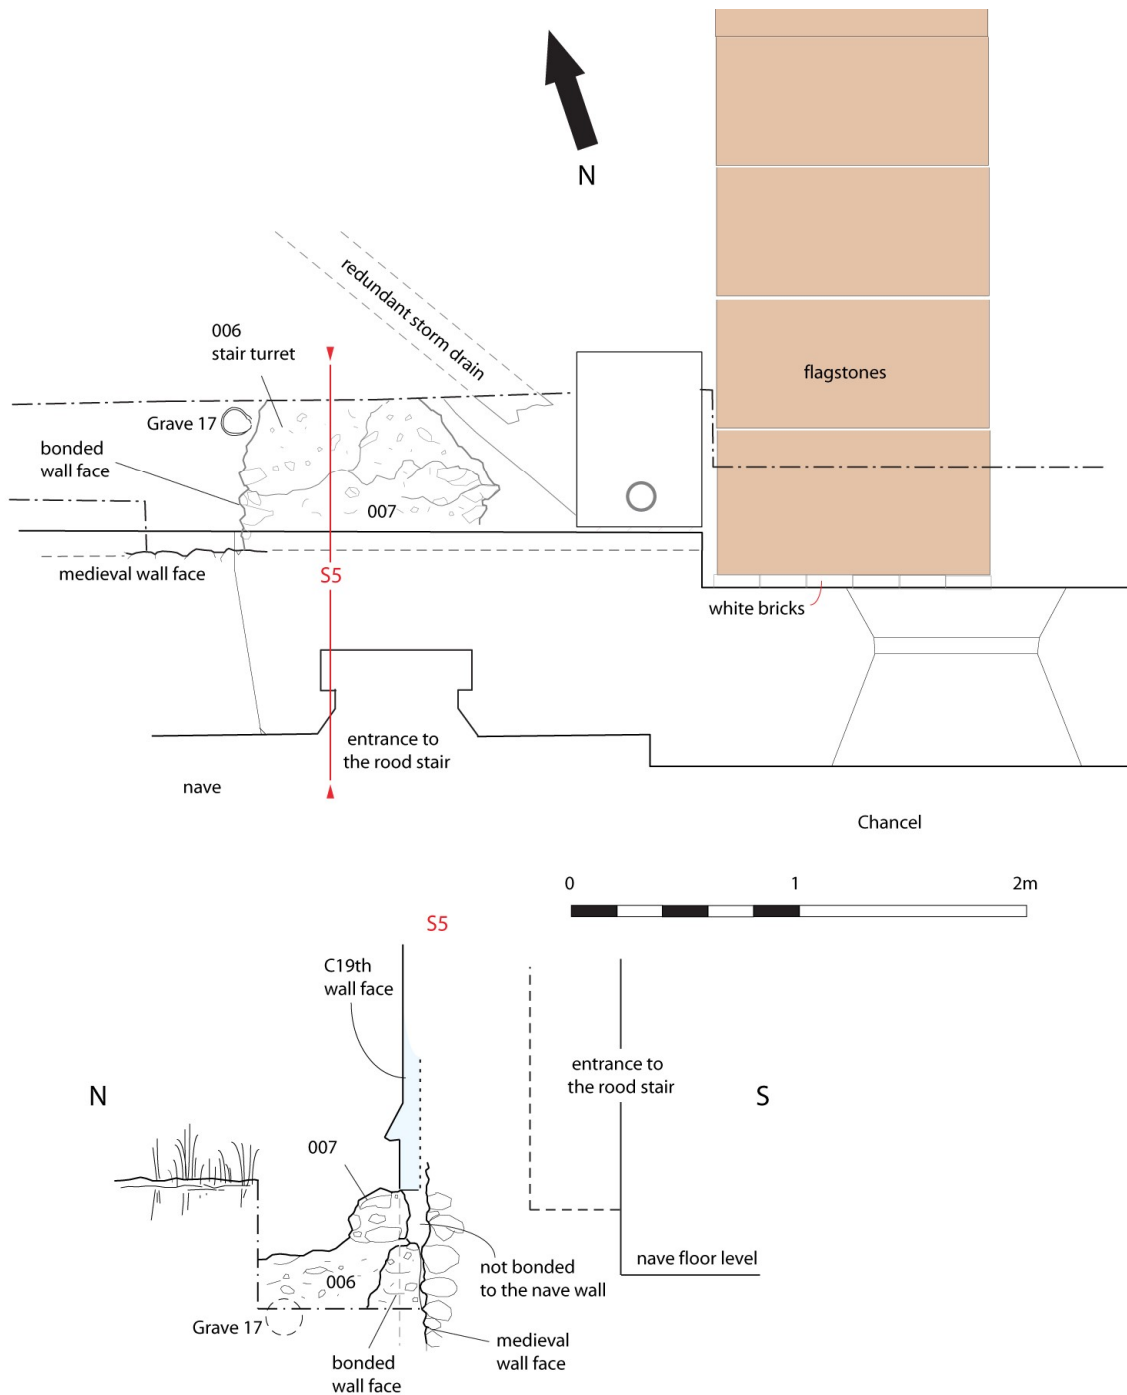 N
redundant storm drain
006
stair turret
flagstones
Grave 17
bonded
wall face
007
medieval wall face
S5
white bricks
entrance to
the rood stair
nave
Chancel
0 1 2m
S5
C19th
wall face
entrance to
the rood stair
N
S
007
nave floor level
not bonded
to the nave wall
006
Grave 17
medieval
wall face
bonded
wall face